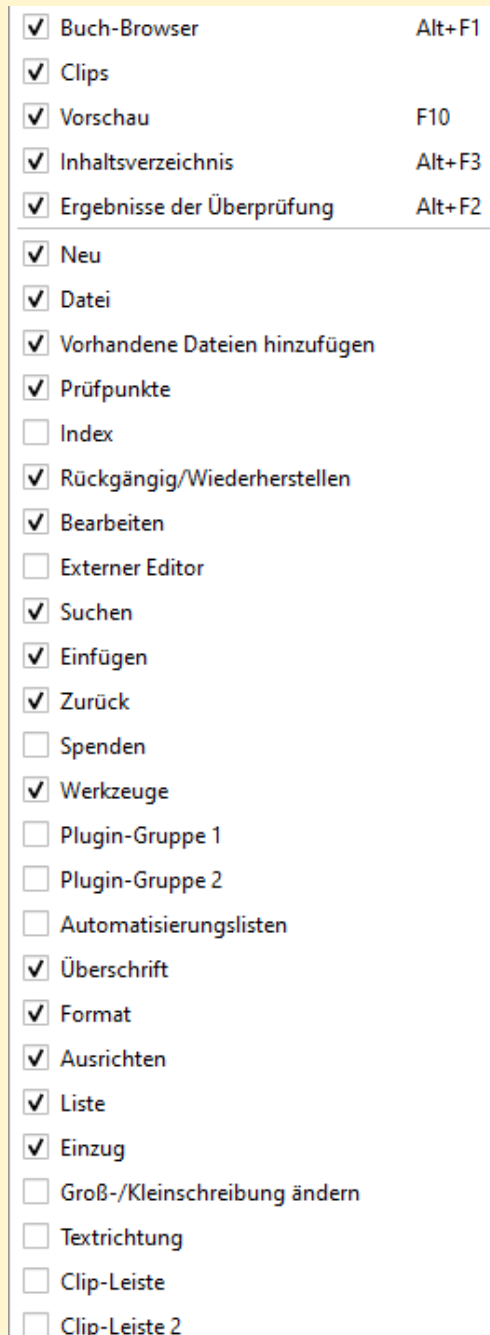 Buch-Browser Alt+F1
Clips
Vorschau F10
Inhaltsverzeichnis Alt+F3
Ergebnisse der Überprüfung Alt+F2
Neu
Datei
Vorhandene Dateien hinzufügen
Prüfpunkte
Index
Rückgängig/Wiederherstellen
Bearbeiten
Externer Editor
Suchen
Einfügen
Zurück
Spenden
Werkzeuge
Plugin-Gruppe 1
Plugin-Gruppe 2
Automatisierungslisten
Überschrift
Format
Ausrichten
Liste
Einzug
Groß-/Kleinschreibung ändern
Textrichtung
Clip-Leiste
Clip-Leiste 2